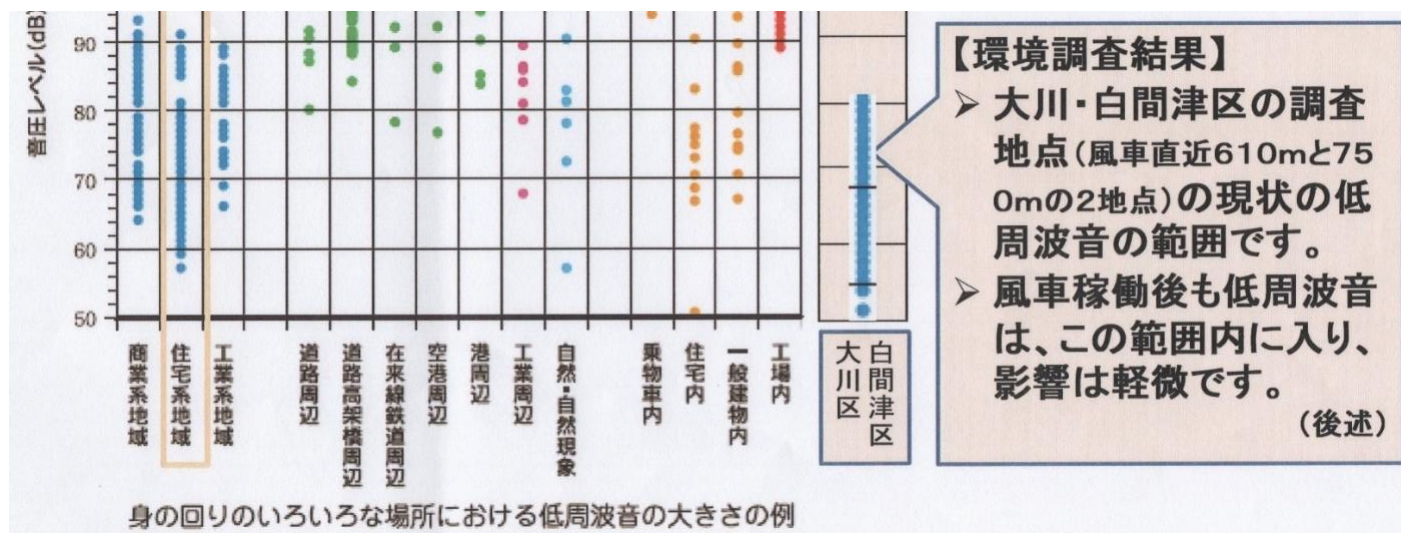 音圧レベル(dB)
90
80
70
60
50
商業系地域
住宅系地域
工業系地域
道路周辺
道路高架橋周辺
在来線鉄道周辺
空港周辺
港周辺
工業周辺
自然・自然現象
乗物車内
住宅内
一般建物内
工場内
白間津区
大川区
身の回りのいろいろな場所における低周波音の大きさの例
【環境調査結果】
➢ 大川・白間津区の調査
地点(風車直近610mと75
0mの2地点)の現状の低
周波音の範囲です。
➢ 風車稼働後も低周波音
は、この範囲内に入り、
影響は軽微です。
(後述)